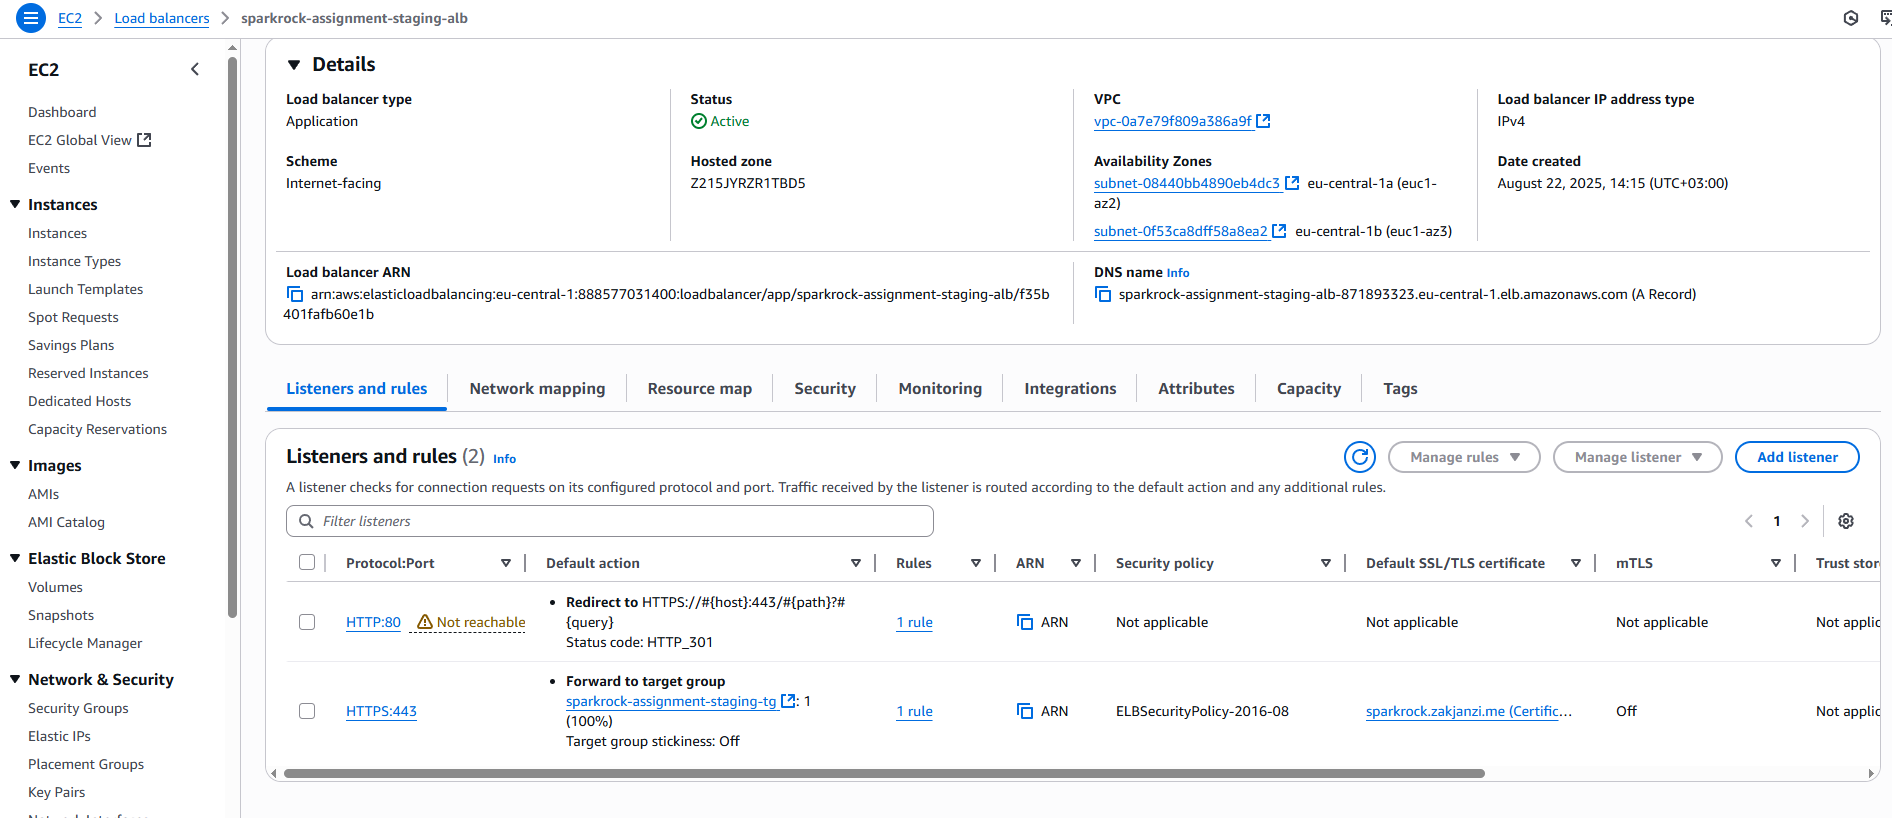 EC2 > Load balancers > sparkrock-assignment-staging-alb
EC2
Dashboard
EC2 Global View
Events
Instances
Instances
Instance Types
Launch Templates
Spot Requests
Savings Plans
Reserved Instances
Dedicated Hosts
Capacity Reservations
Images
AMIs
AMI Catalog
Elastic Block Store
Volumes
Snapshots
Lifecycle Manager
Network & Security
Security Groups
Elastic IPs
Placement Groups
Key Pairs
Details
Load balancer type
Application
Scheme
Internet-facing
Status
Active
Hosted zone
Z215JYRZR1TBD5
VPC
vpc-0a7e79f809a386a9f
Availability Zones
subnet-08440bb4890eb4dc3 eu-central-1a (euc1-
az2)
subnet-0f53ca8dff58a8ea2 eu-central-1b (euc1-az3)
Load balancer IP address type
IPv4
Date created
August 22, 2025, 14:15 (UTC+03:00)
Load balancer ARN
arn:aws:elasticloadbalancing:eu-central-1:888577031400:loadbalancer/app/sparkrock-assignment-staging-alb/f35b
401fafb60e1b
DNS name Info
sparkrock-assignment-staging-alb-871893323.eu-central-1.elb.amazonaws.com (A Record)
Listeners and rules Network mapping Resource map Security Monitoring Integrations Attributes Capacity Tags
Listeners and rules (2) Info
Manage rules Manage listener Add listener
A listener checks for connection requests on its configured protocol and port. Traffic received by the listener is routed according to the default action and any additional rules.
Filter listeners
1
Protocol:Port Default action Rules ARN Security policy Default SSL/TLS certificate mTLS Trust stor
HTTP:80 Not reachable
• Redirect to HTTPS://#{host}:443/#{path}?#
{query}
Status code: HTTP_301
1 rule
ARN
Not applicable
Not applicable
Not applicable
Not applic
HTTPS:443
• Forward to target group
sparkrock-assignment-staging-tg : 1
(100%)
Target group stickiness: Off
1 rule
ARN
ELBSecurityPolicy-2016-08
sparkrock.zakjanzi.me (Certific...
Off
Not applic